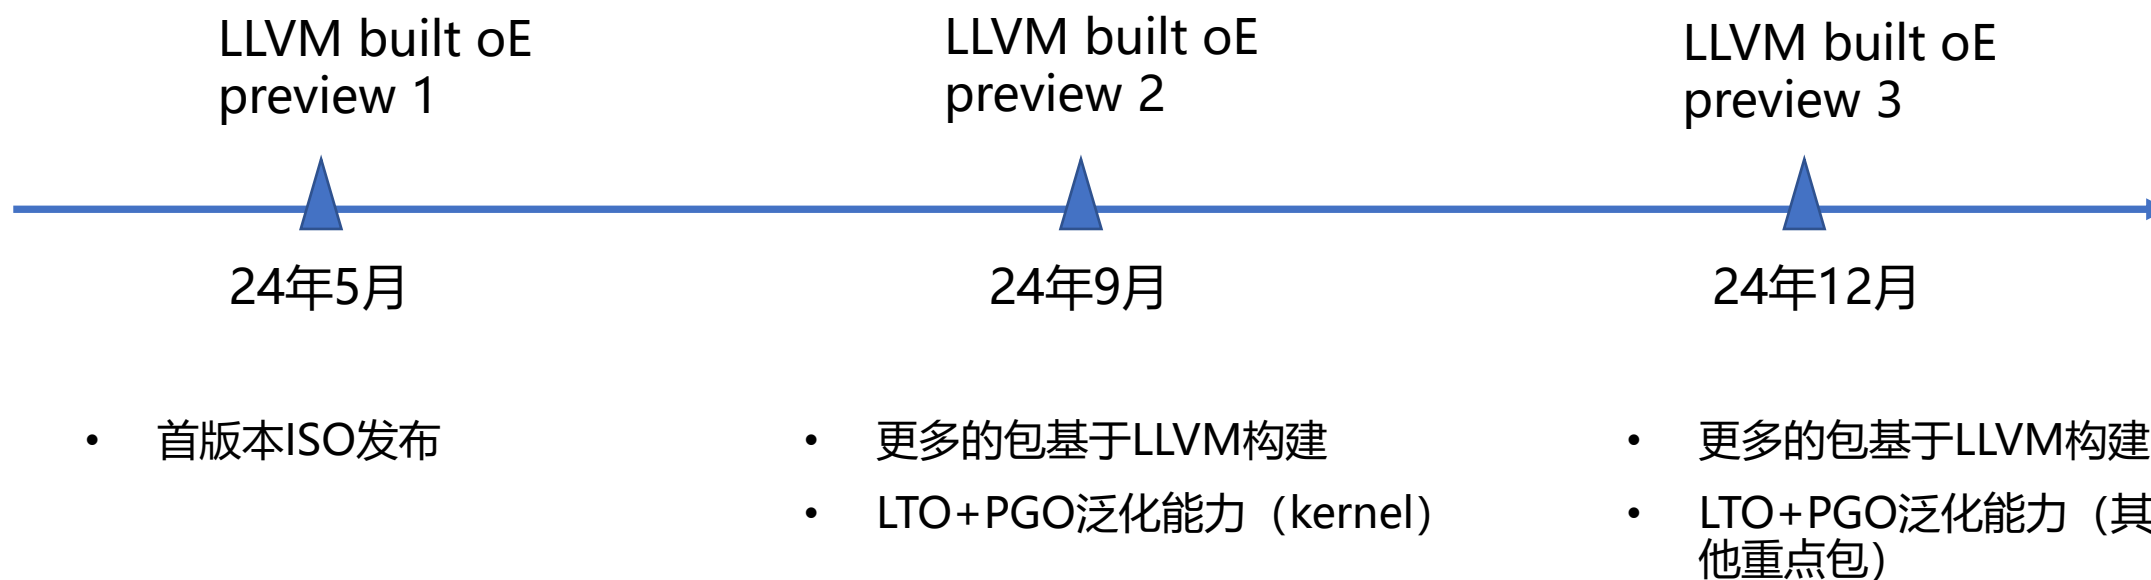 LLVM built oE
preview 1
LLVM built oE
preview 2
LLVM built oE
preview 3
24年5月
24年9月
24年12月
• 首版本ISO发布
• 更多的包基于LLVM构建
• LTO+PGO泛化能力（kernel）
• 更多的包基于LLVM构建
• LTO+PGO泛化能力（其
他重点包）